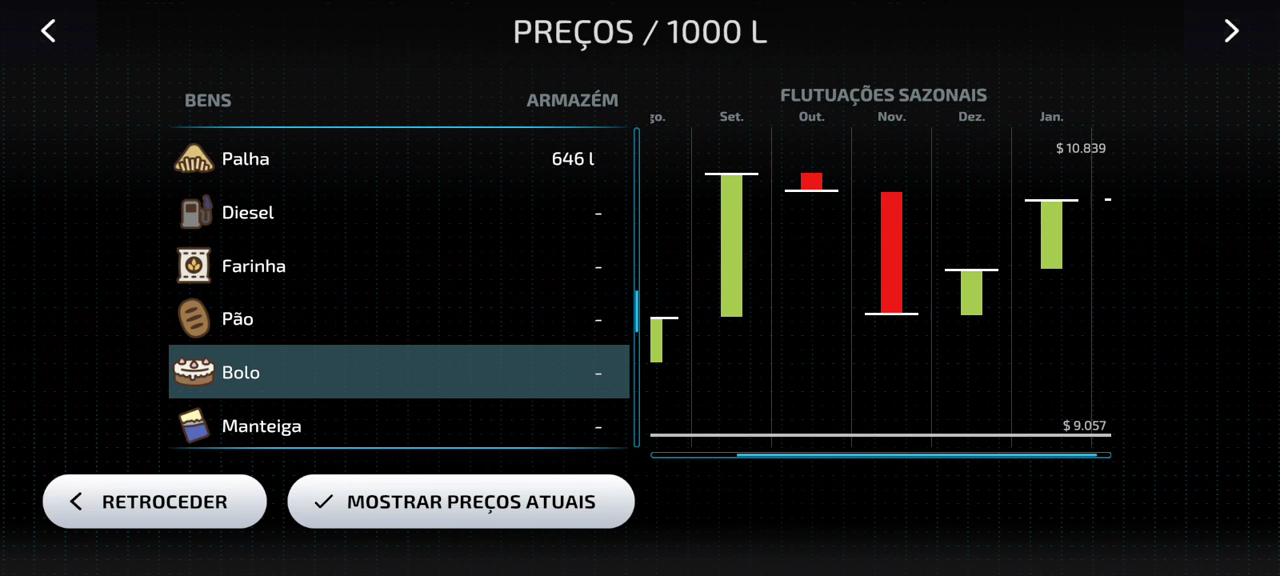 PREÇOS / 1000 L
BENS
ARMAZÉM
FLUTUAÇÕES SAZONAIS
go. Set. Out. Nov. Dez. Jan.
$ 10.839
Palha 646 l
Diesel -
Farinha -
Pão -
Bolo -
Manteiga -
$ 9.057
RETROCEDER
MOSTRAR PREÇOS ATUAIS